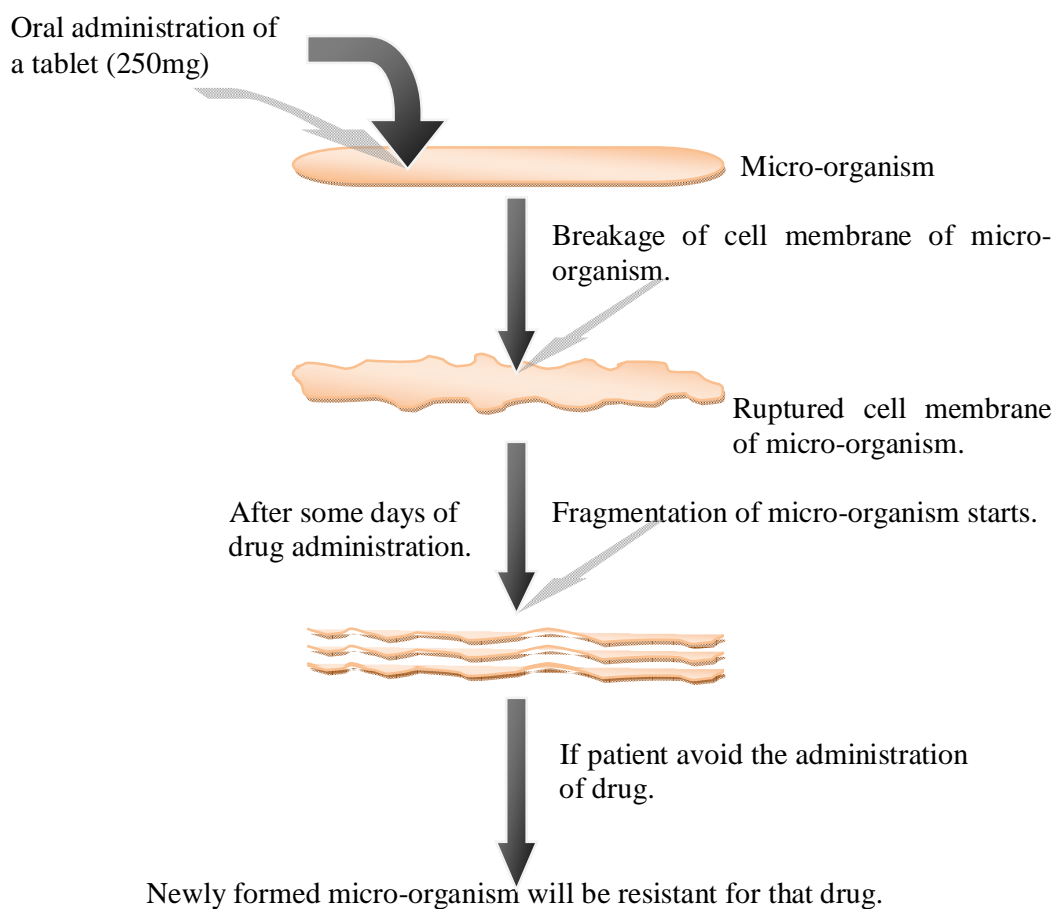 Oral administration of
a tablet (250mg)
Micro-organism
Breakage of cell membrane of micro-
organism.
Ruptured cell membrane
of micro-organism.
After some days of
drug administration.
Fragmentation of micro-organism starts.
If patient avoid the administration
of drug.
Newly formed micro-organism will be resistant for that drug.